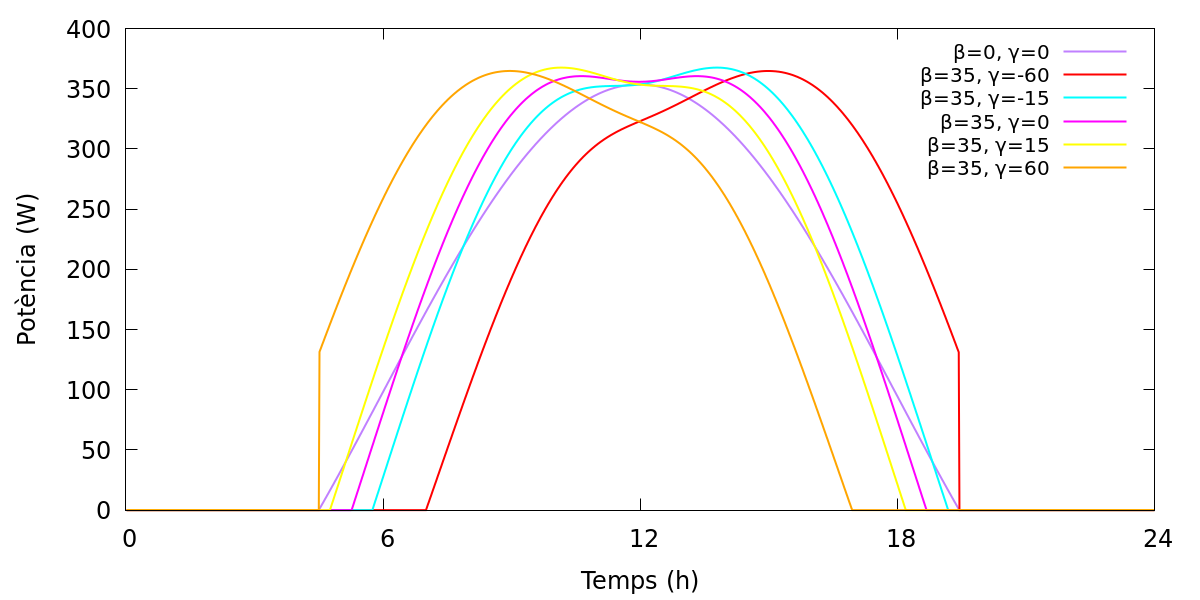 400
350
300
250
200
150
100
50
0
0 6 12 18 24
Potència (W)
Temps (h)
β=0, γ=0
β=35, γ=-60
β=35, γ=-15
β=35, γ=0
β=35, γ=15
β=35, γ=60